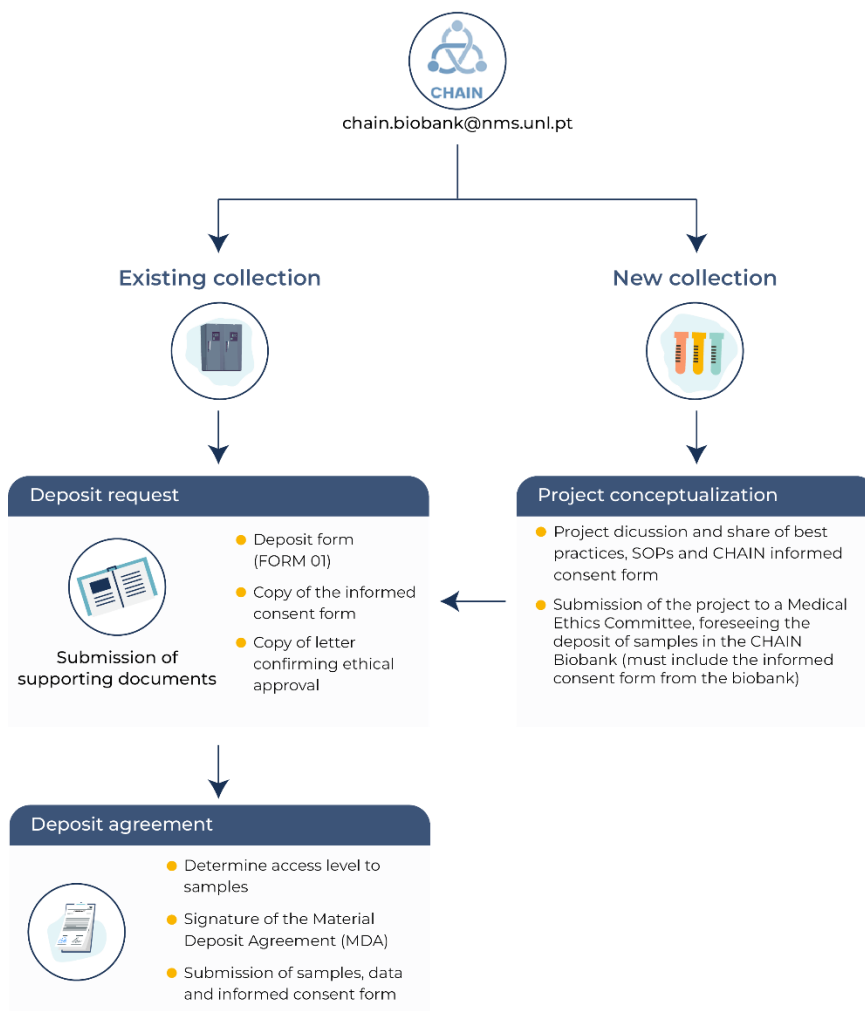 CHAIN
chain.biobank@nms.unl.pt
Existing collection
New collection
Deposit request
Submission of
supporting documents
Deposit form
(FORM 01)
Copy of the informed
consent form
Copy of letter
confirming ethical
approval
Project conceptualization
Project dicussion and share of best
practices, SOPs and CHAIN informed
consent form
Submission of the project to a Medical
Ethics Committee, foreseeing the
deposit of samples in the CHAIN
Biobank (must include the informed
consent form from the biobank)
Deposit agreement
Determine access level to
samples
Signature of the Material
Deposit Agreement (MDA)
Submission of samples, data
and informed consent form